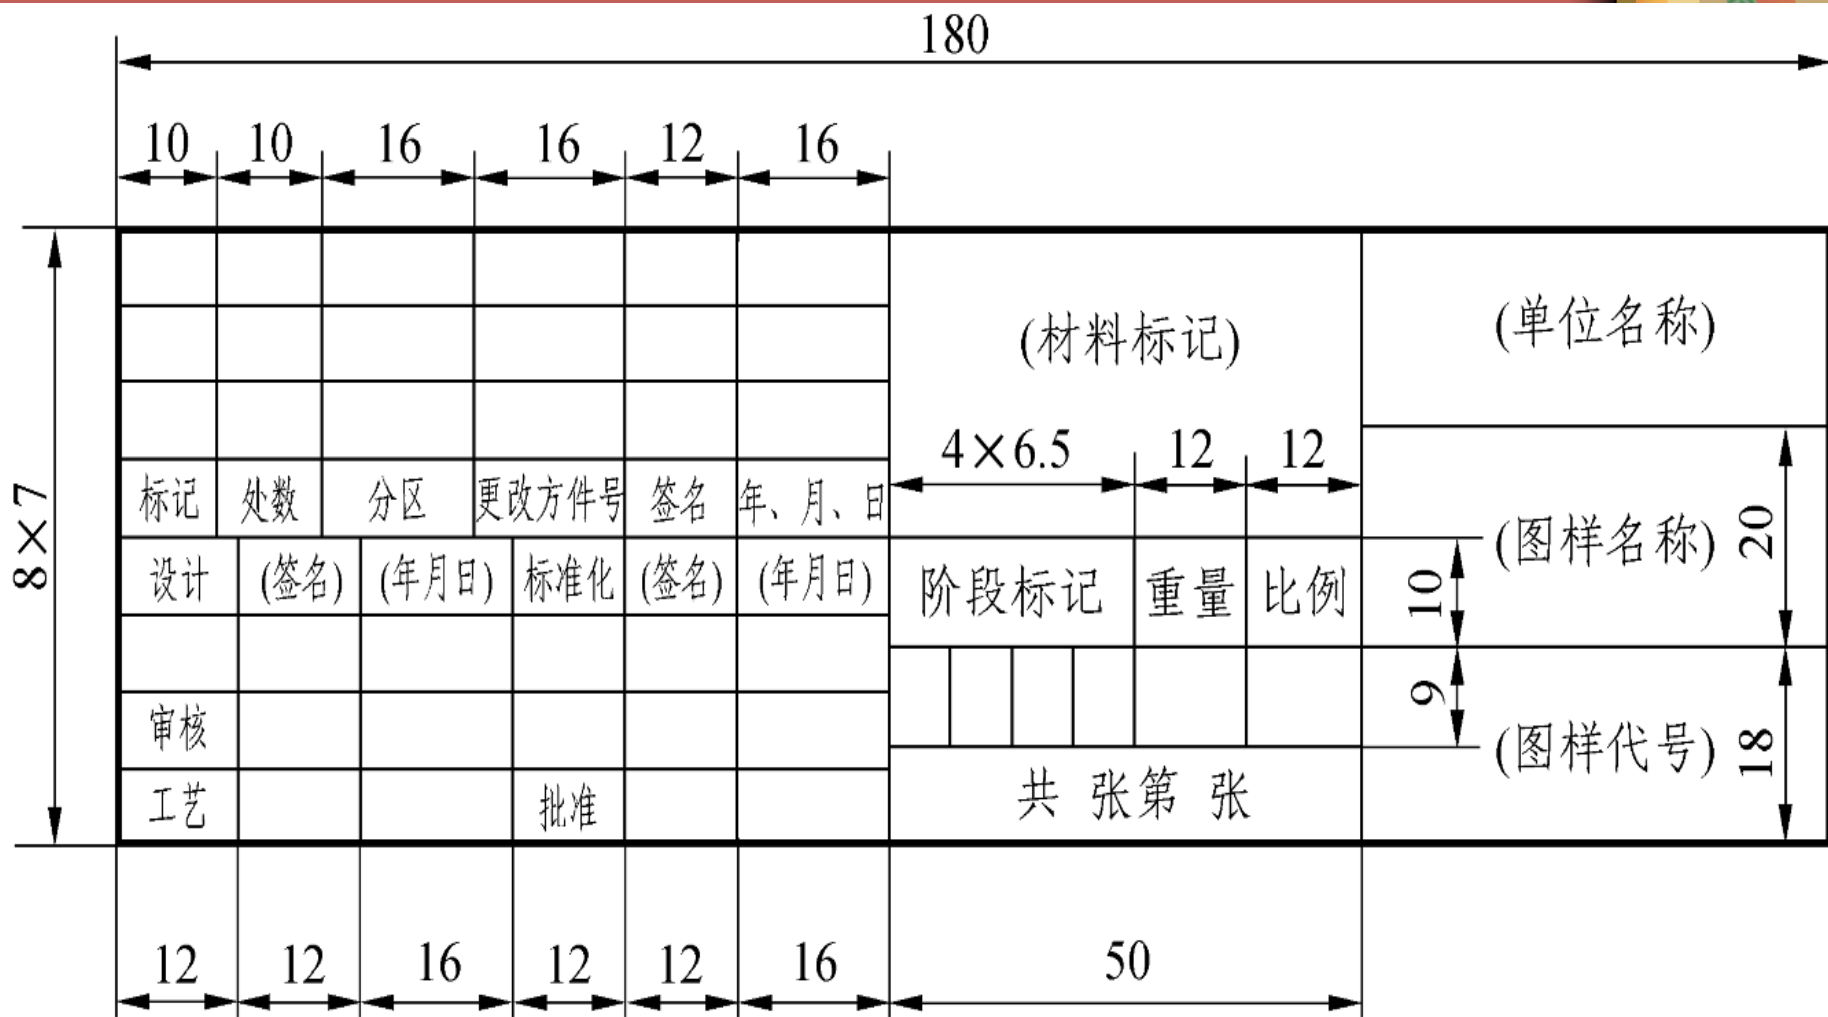 180
10 10 16 16 12 16
(材料标记) (单位名称)
4×6.5 12 12
标记 处数 分区 更改方件号 签名 年、月、日
8×7
设计 (签名) (年月日) 标准化 (签名) (年月日) 阶段标记 重量 比例 10 (图样名称) 20
审核 9 (图样代号) 18
工艺 批准 共 张第 张
12 12 16 12 12 16 50